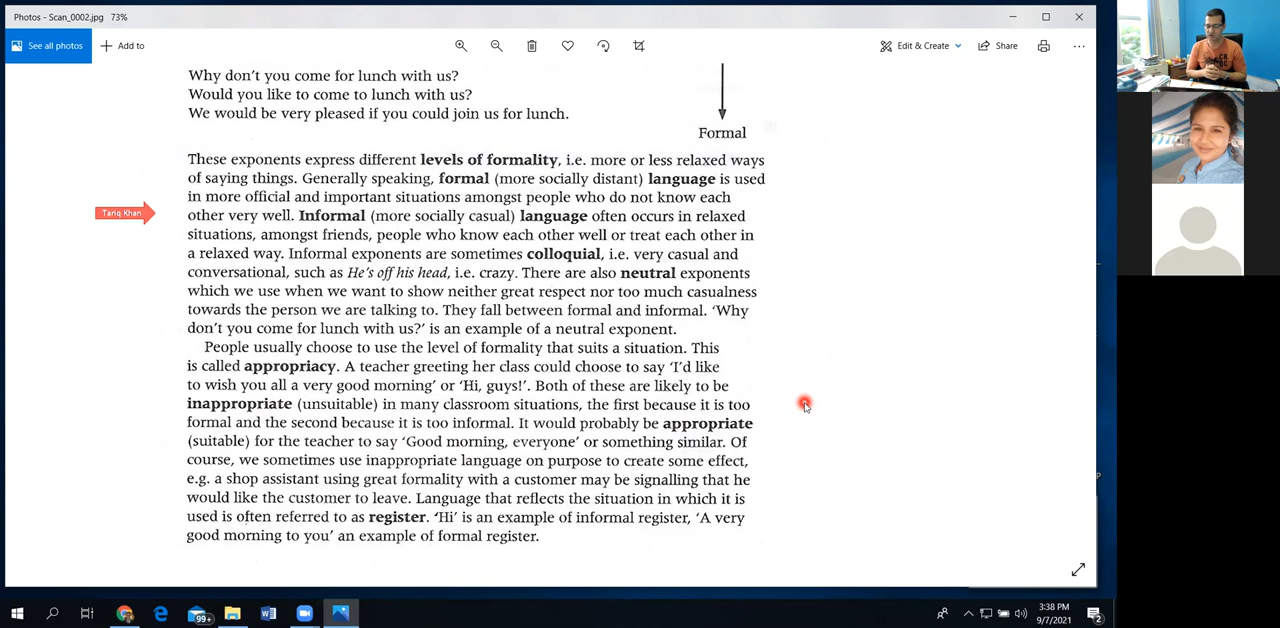 Photos - Scan_0002.jpg 73%
See all photos
Add to
Edit & Create
Share
Why don't you come for lunch with us?
Would you like to come to lunch with us?
We would be very pleased if you could join us for lunch.
Formal
These exponents express different levels of formality, i.e. more or less relaxed ways
of saying things. Generally speaking, formal (more socially distant) language is used
in more official and important situations amongst people who do not know each
other very well. Informal (more socially casual) language often occurs in relaxed
situations, amongst friends, people who know each other well or treat each other in
a relaxed way. Informal exponents are sometimes colloquial, i.e. very casual and
conversational, such as He's off his head, i.e. crazy. There are also neutral exponents
which we use when we want to show neither great respect nor too much casualness
towards the person we are talking to. They fall between formal and informal. 'Why
don't you come for lunch with us?' is an example of a neutral exponent.
People usually choose to use the level of formality that suits a situation. This
is called appropriacy. A teacher greeting her class could choose to say 'I'd like
to wish you all a very good morning' or 'Hi, guys!'. Both of these are likely to be
inappropriate (unsuitable) in many classroom situations, the first because it is too
formal and the second because it is too informal. It would probably be appropriate
(suitable) for the teacher to say 'Good morning, everyone' or something similar. Of
course, we sometimes use inappropriate language on purpose to create some effect,
e.g. a shop assistant using great formality with a customer may be signalling that he
would like the customer to leave. Language that reflects the situation in which it is
used is often referred to as register. 'Hi' is an example of informal register, 'A very
good morning to you' an example of formal register.
Tariq Khan
99+
3:38 PM
9/7/2021
2